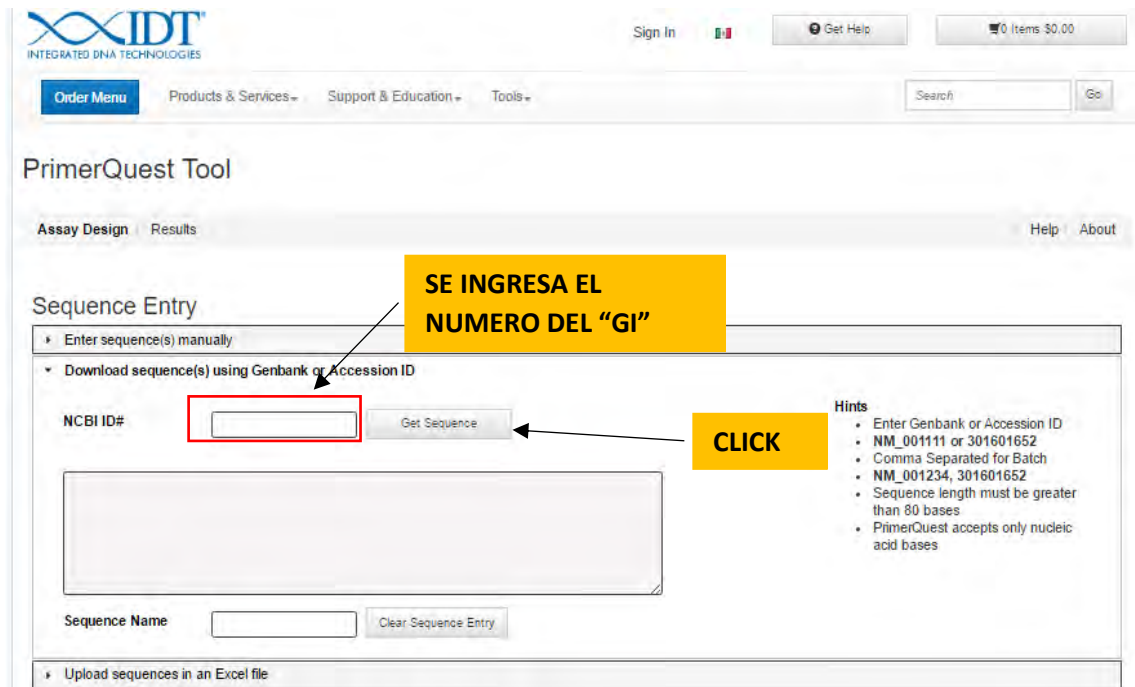 IDT
INTEGRATED DNA TECHNOLOGIES
Sign In
Get Help
0 Items $0.00
Order Menu
Products & Services
Support & Education
Tools
Search
Go
PrimerQuest Tool
Assay Design
Results
Help
About
SE INGRESA EL
NUMERO DEL “GI”
Sequence Entry
Enter sequence(s) manually
Download sequence(s) using Genbank or Accession ID
NCBI ID#
Get Sequence
CLICK
Hints
• Enter Genbank or Accession ID
• NM_001111 or 301601652
• Comma Separated for Batch
• NM_001234, 301601652
• Sequence length must be greater
than 80 bases
• PrimerQuest accepts only nucleic
acid bases
Sequence Name
Clear Sequence Entry
Upload sequences in an Excel file